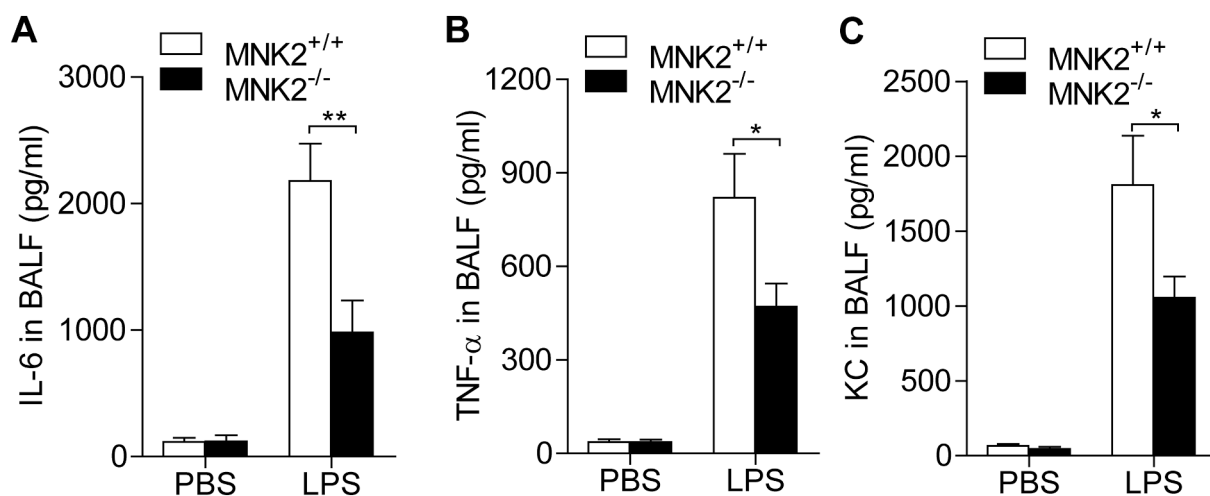 A
MNK2+/+
MNK2-/-
IL-6 in BALF (pg/ml)
3000
2000
1000
0
**
PBS LPS
B
MNK2+/+
MNK2-/-
TNF-α in BALF (pg/ml)
1200
900
600
300
0
*
PBS LPS
C
MNK2+/+
MNK2-/-
KC in BALF (pg/ml)
2500
2000
1500
1000
500
0
*
PBS LPS